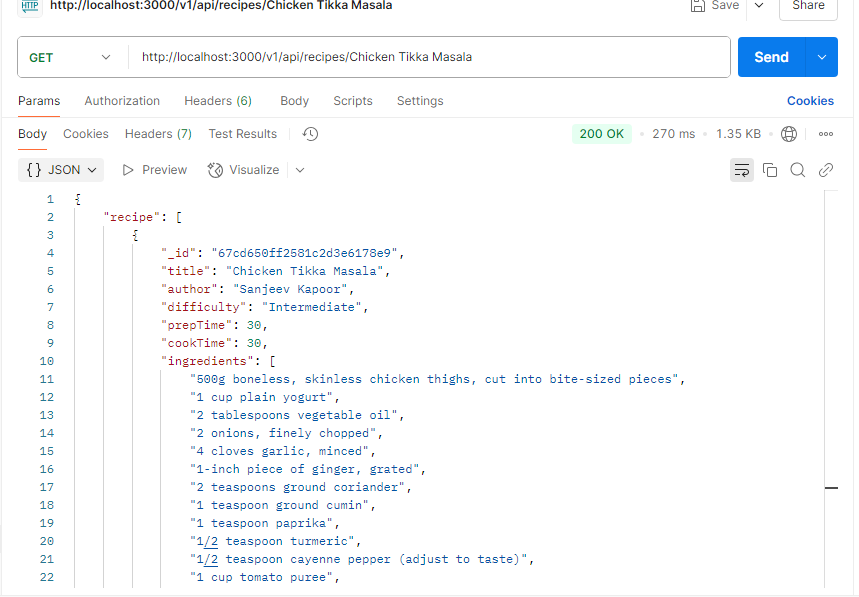 HTTP http://localhost:3000/v1/api/recipes/Chicken Tikka Masala Save Share
GET http://localhost:3000/v1/api/recipes/Chicken Tikka Masala Send
Params Authorization Headers (6) Body Scripts Settings Cookies
Body Cookies Headers (7) Test Results 200 OK • 270 ms • 1.35 KB •
{} JSON Preview Visualize
1 {
2 "recipe": [
3 {
4 "_id": "67cd650ff2581c2d3e6178e9",
5 "title": "Chicken Tikka Masala",
6 "author": "Sanjeev Kapoor",
7 "difficulty": "Intermediate",
8 "prepTime": 30,
9 "cookTime": 30,
10 "ingredients": [
11 "500g boneless, skinless chicken thighs, cut into bite-sized pieces",
12 "1 cup plain yogurt",
13 "2 tablespoons vegetable oil",
14 "2 onions, finely chopped",
15 "4 cloves garlic, minced",
16 "1-inch piece of ginger, grated",
17 "2 teaspoons ground coriander",
18 "1 teaspoon ground cumin",
19 "1 teaspoon paprika",
20 "1/2 teaspoon turmeric",
21 "1/2 teaspoon cayenne pepper (adjust to taste)",
22 "1 cup tomato puree",